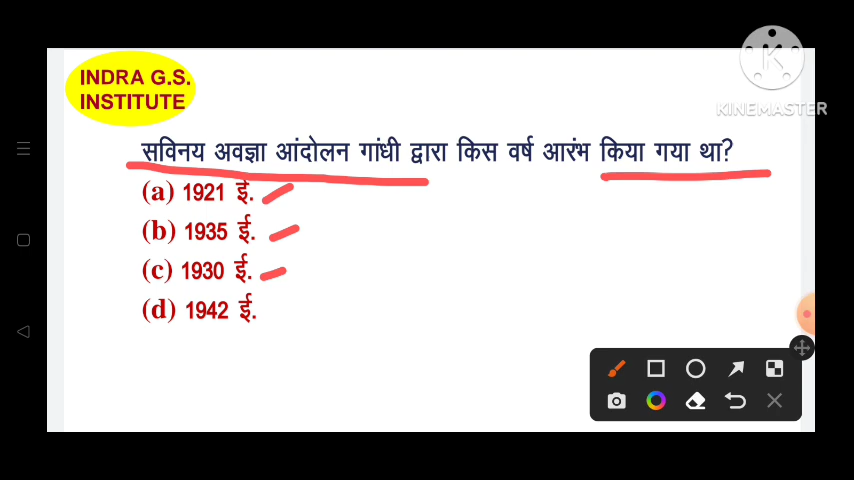 INDRA G.S.
INSTITUTE
KINEMASTER
सविनय अवज्ञा आंदोलन गांधी द्वारा किस वर्ष आरंभ किया गया था?
(a) 1921 ई.
(b) 1935 ई.
(c) 1930 ई.
(d) 1942 ई.